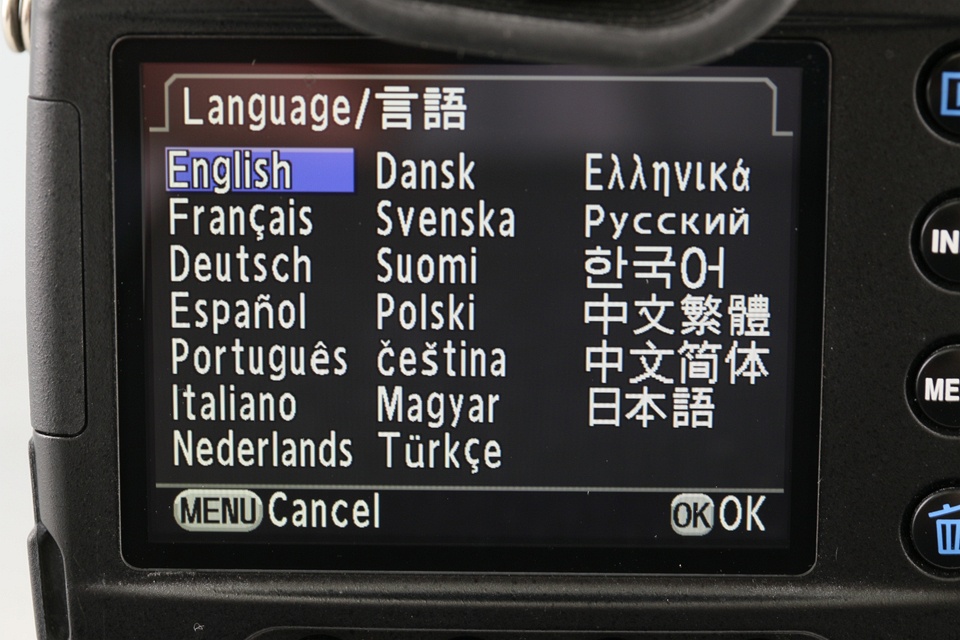 Language/言語
English Dansk Ελληνικά
Français Svenska Русский
Deutsch Suomi 한국어
Español Polski 中文繁體
Português čeština 中文简体
Italiano Magyar 日本語
Nederlands Türkçe
MENU Cancel OK OK